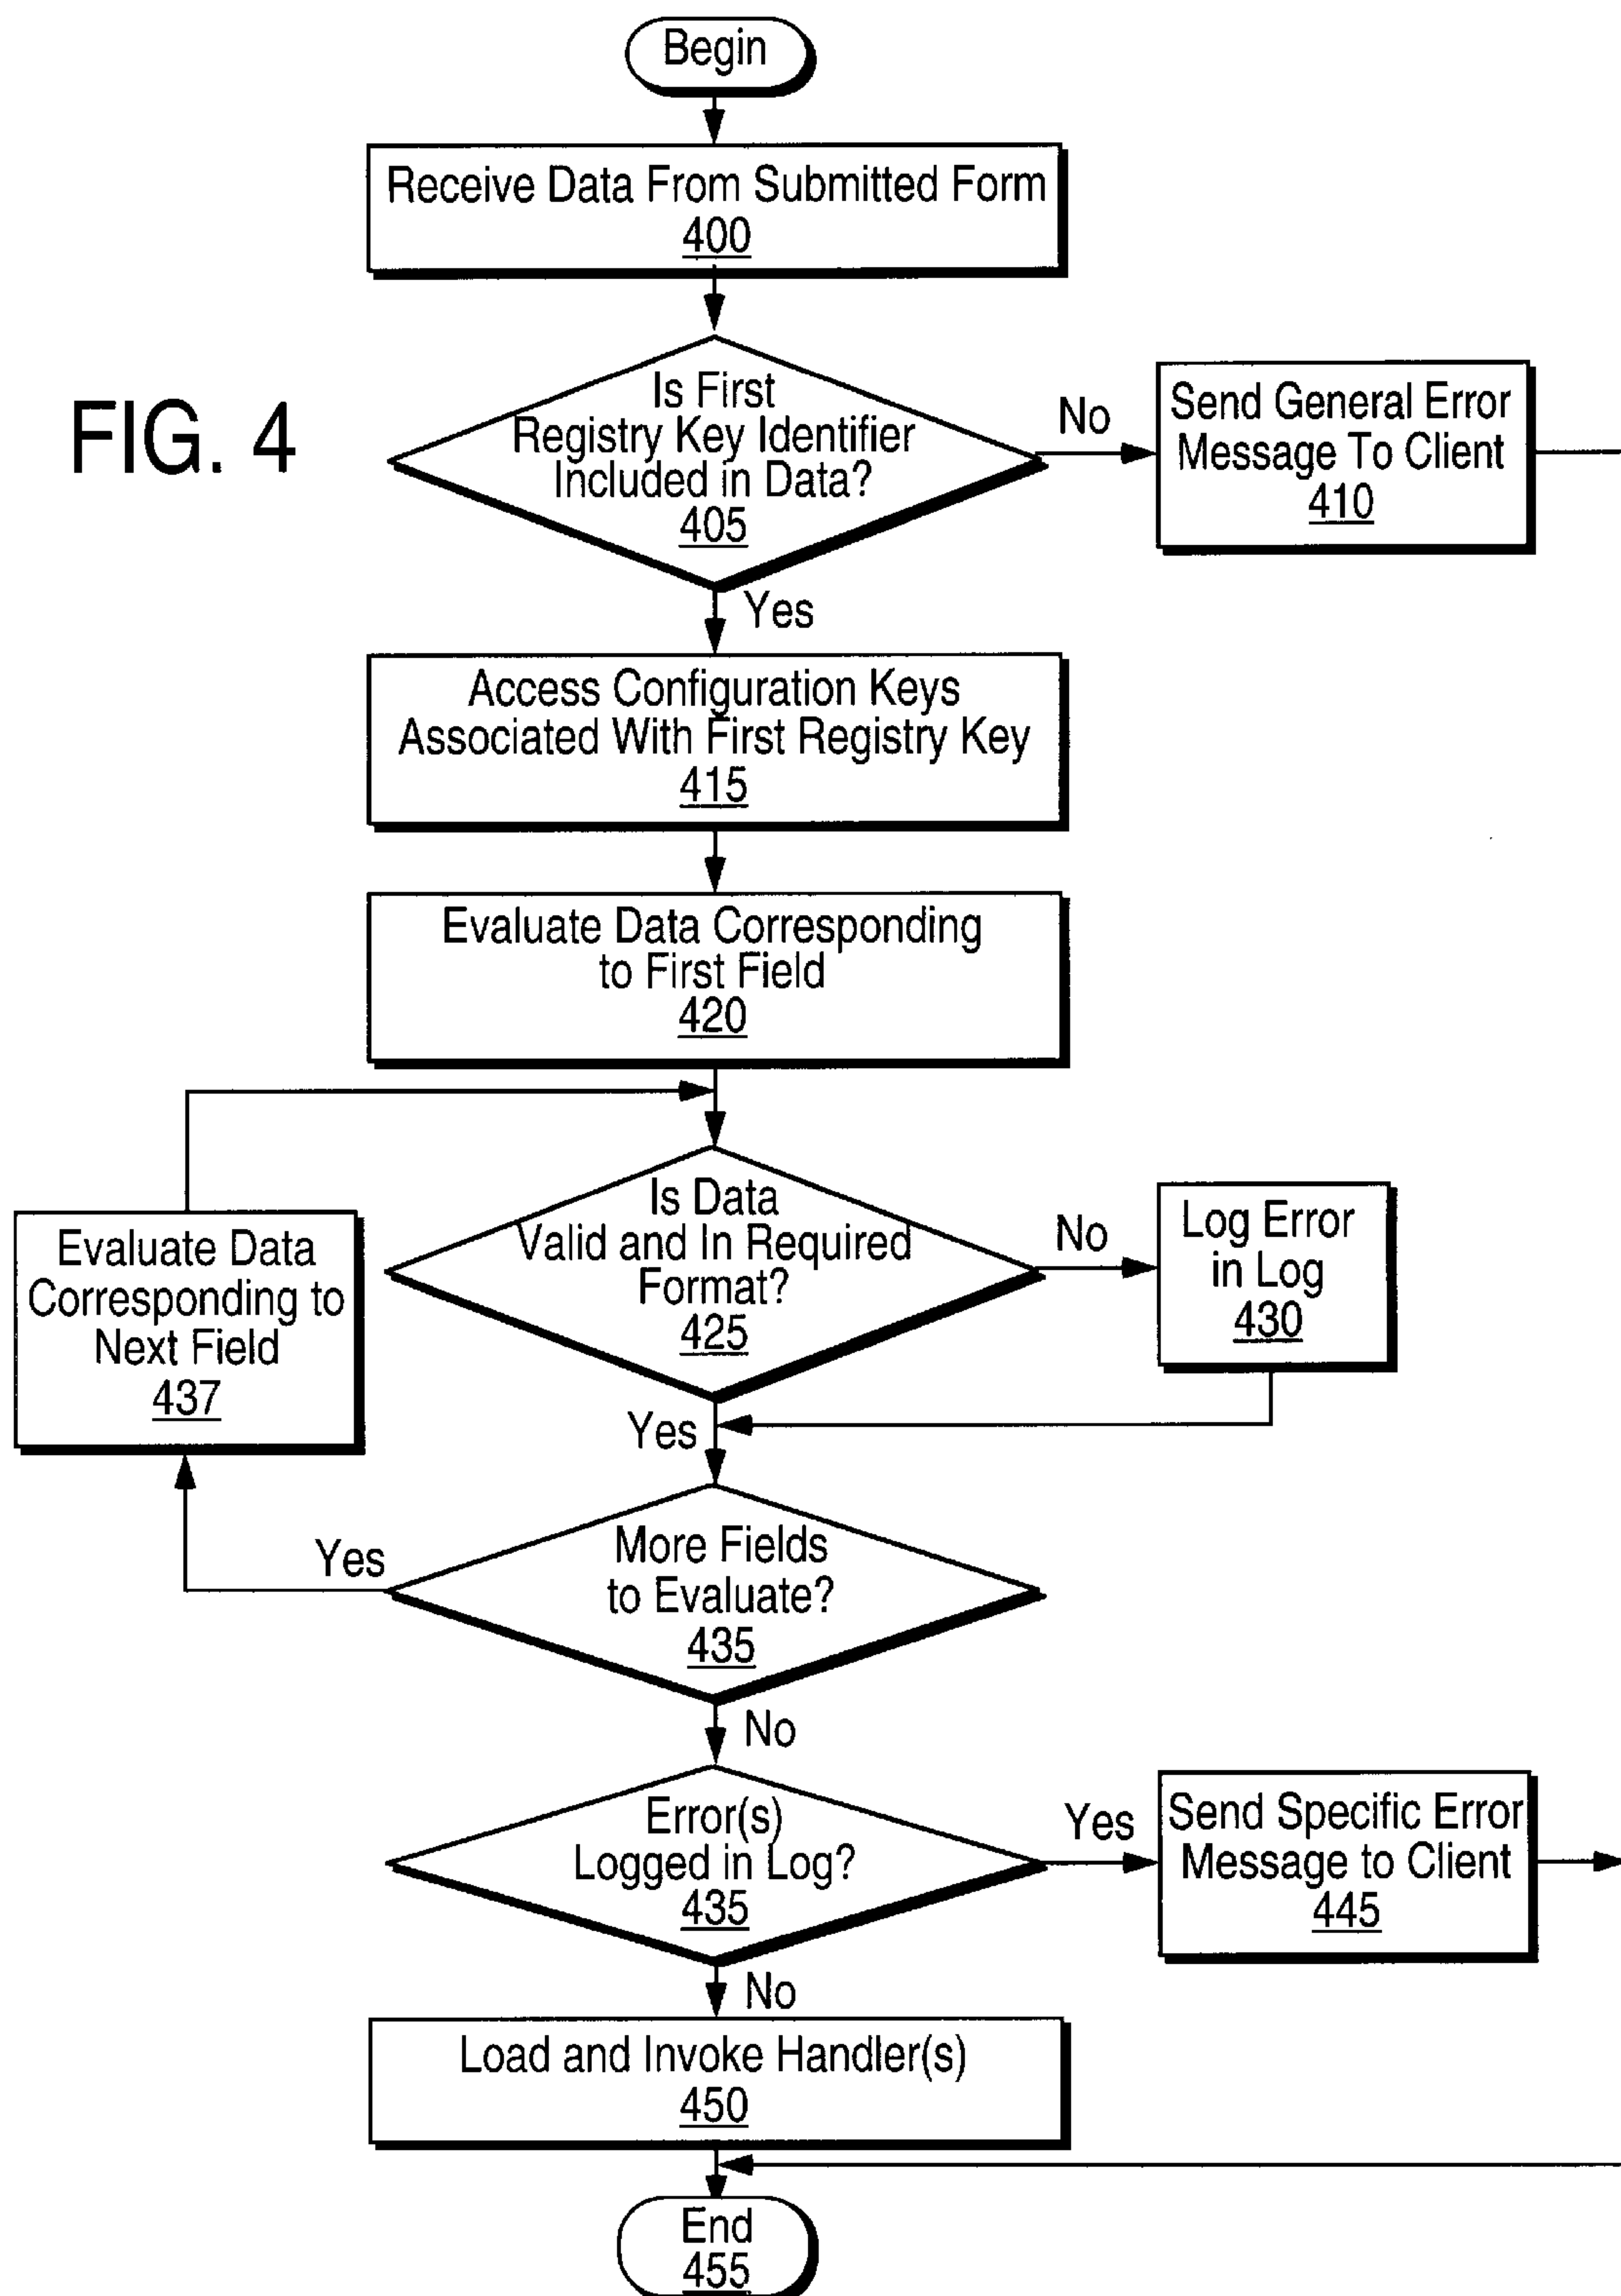 Begin
Receive Data From Submitted Form
400
FIG. 4
Is First
Registry Key Identifier
Included in Data?
405
No
Send General Error
Message To Client
410
Yes
Access Configuration Keys
Associated With First Registry Key
415
Evaluate Data Corresponding
to First Field
420
Evaluate Data
Corresponding to
Next Field
437
Is Data
Valid and In Required
Format?
425
No
Log Error
in Log
430
Yes
More Fields
to Evaluate?
435
Yes
No
Error(s)
Logged in Log?
435
Yes
Send Specific Error
Message to Client
445
No
Load and Invoke Handler(s)
450
End
455